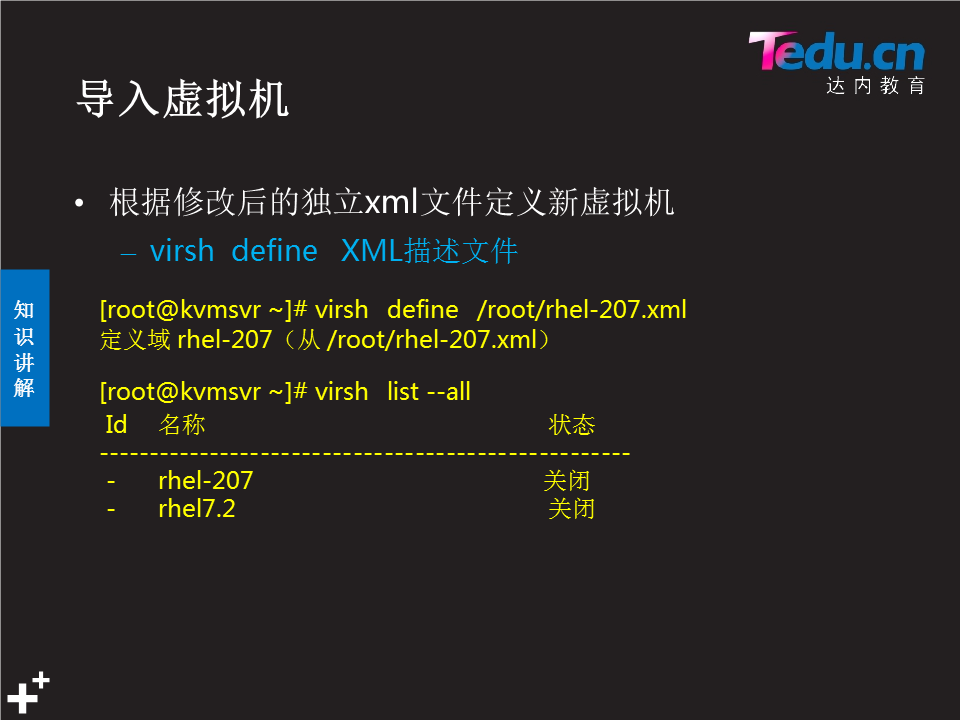 Tedu.cn
达内教育
导入虚拟机
• 根据修改后的独立xml文件定义新虚拟机
– virsh define XML描述文件
知识讲解
[root@kvmsvr ~]# virsh define /root/rhel-207.xml
定义域 rhel-207（从 /root/rhel-207.xml）
[root@kvmsvr ~]# virsh list --all
Id 名称 状态
-----------------------------------------------------
- rhel-207 关闭
- rhel7.2 关闭